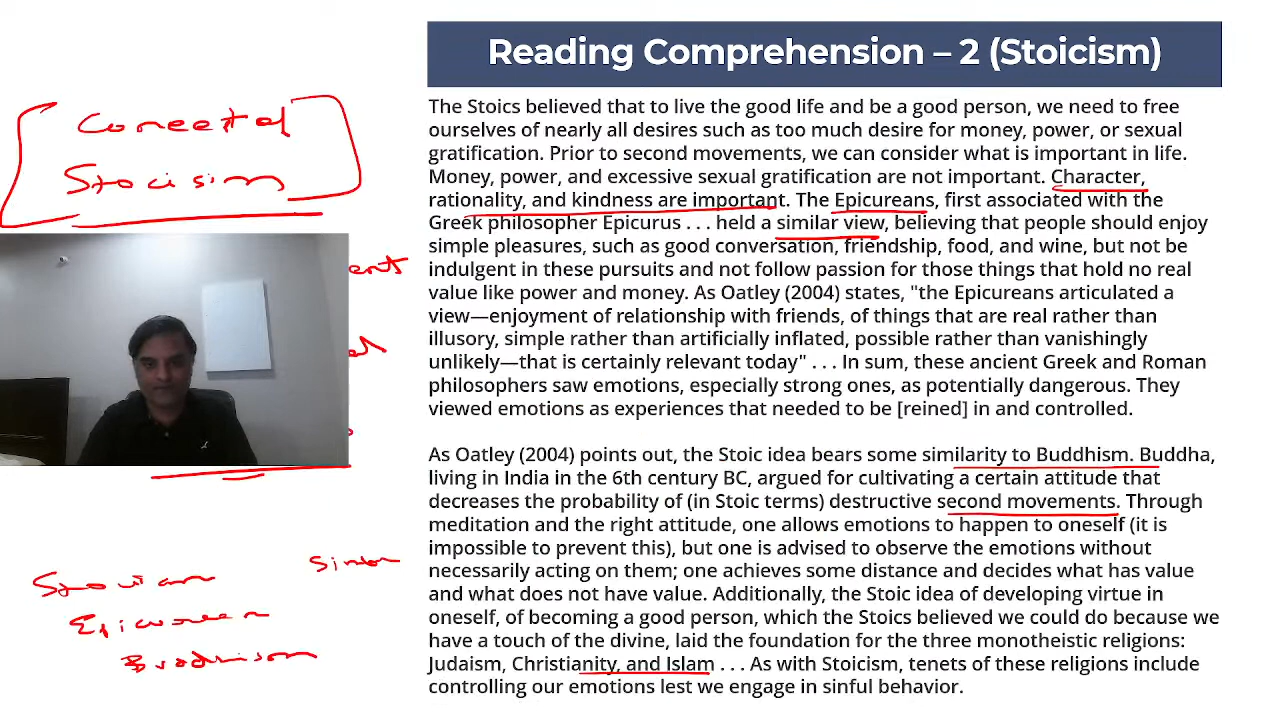 Reading Comprehension – 2 (Stoicism)
Stocisism
The Stoics believed that to live the good life and be a good person, we need to free
ourselves of nearly all desires such as too much desire for money, power, or sexual
gratification. Prior to second movements, we can consider what is important in life.
Money, power, and excessive sexual gratification are not important. Character,
rationality, and kindness are important. The Epicureans, first associated with the
Greek philosopher Epicurus . . . held a similar view, believing that people should enjoy
simple pleasures, such as good conversation, friendship, food, and wine, but not be
indulgent in these pursuits and not follow passion for those things that hold no real
value like power and money. As Oatley (2004) states, "the Epicureans articulated a
view—enjoyment of relationship with friends, of things that are real rather than
illusory, simple rather than artificially inflated, possible rather than vanishingly
unlikely—that is certainly relevant today" . . . In sum, these ancient Greek and Roman
philosophers saw emotions, especially strong ones, as potentially dangerous. They
viewed emotions as experiences that needed to be [reined] in and controlled.
As Oatley (2004) points out, the Stoic idea bears some similarity to Buddhism. Buddha,
living in India in the 6th century BC, argued for cultivating a certain attitude that
decreases the probability of (in Stoic terms) destructive second movements. Through
meditation and the right attitude, one allows emotions to happen to oneself (it is
impossible to prevent this), but one is advised to observe the emotions without
necessarily acting on them; one achieves some distance and decides what has value
and what does not have value. Additionally, the Stoic idea of developing virtue in
oneself, of becoming a good person, which the Stoics believed we could do because we
have a touch of the divine, laid the foundation for the three monotheistic religions:
Judaism, Christianity, and Islam . . . As with Stoicism, tenets of these religions include
controlling our emotions lest we engage in sinful behavior.